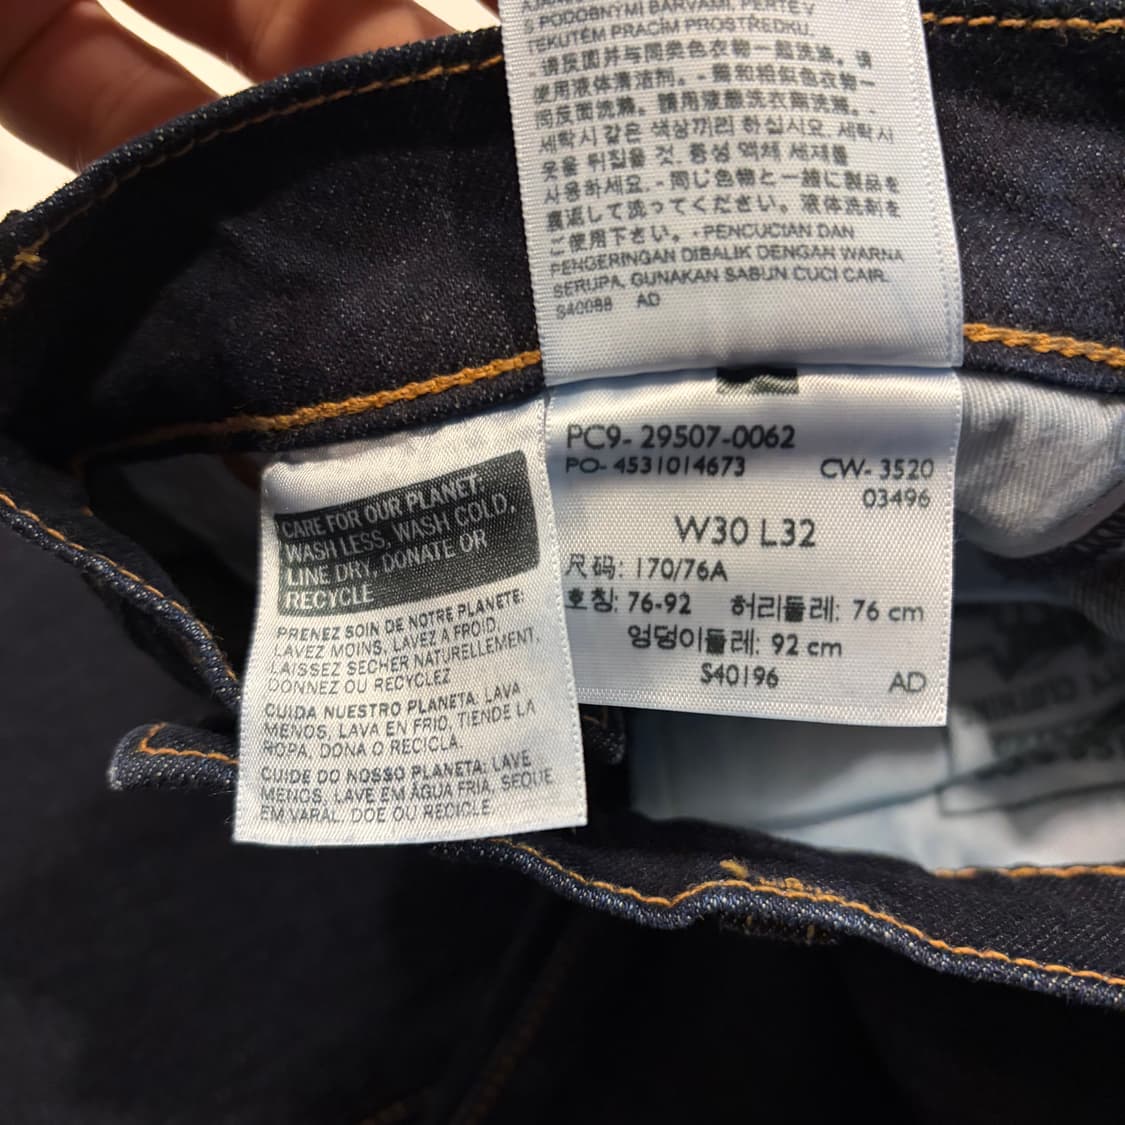 S PODOBNÝMI BARVAMI, PERTE V
TEKUTÉM PRACÍM PROSTŘEDKU.
- 请反面并与同类色衣物一起洗涤。请
使用液体清洁剂。- 需和相似色衣物一
同反面洗滌。請用液態洗衣劑洗滌。-
세탁시 같은 색상끼리 하십시오. 세탁시
옷을 뒤집을 것. 중성 액체 세제를
사용하세요. - 同じ色物と一緒に製品を
裏返して洗ってください。液体洗剤を
ご使用下さい。- PENCUCIAN DAN
PENGERINGAN DIBALIK DENGAN WARNA
SERUPA, GUNAKAN SABUN CUCI CAIR.
S40088 AD
PC9- 29507-0062
PO- 4531014673 CW- 3520
03496
W30 L32
尺码: 170/76A
호칭: 76-92 허리둘레: 76 cm
엉덩이둘레: 92 cm
S40196 AD
CARE FOR OUR PLANET:
WASH LESS, WASH COLD,
LINE DRY, DONATE OR
RECYCLE
PRENEZ SOIN DE NOTRE PLANETE:
LAVEZ MOINS, LAVEZ A FROID,
LAISSEZ SECHER NATURELLEMENT,
DONNEZ OU RECYCLEZ
CUIDA NUESTRO PLANETA: LAVA
MENOS, LAVA EN FRIO, TIENDE LA
ROPA, DONA O RECICLA.
CUIDE DO NOSSO PLANETA: LAVE
MENOS, LAVE EM ÁGUA FRIA, SEQUE
EM VARAL, DOE OU RECICLE.